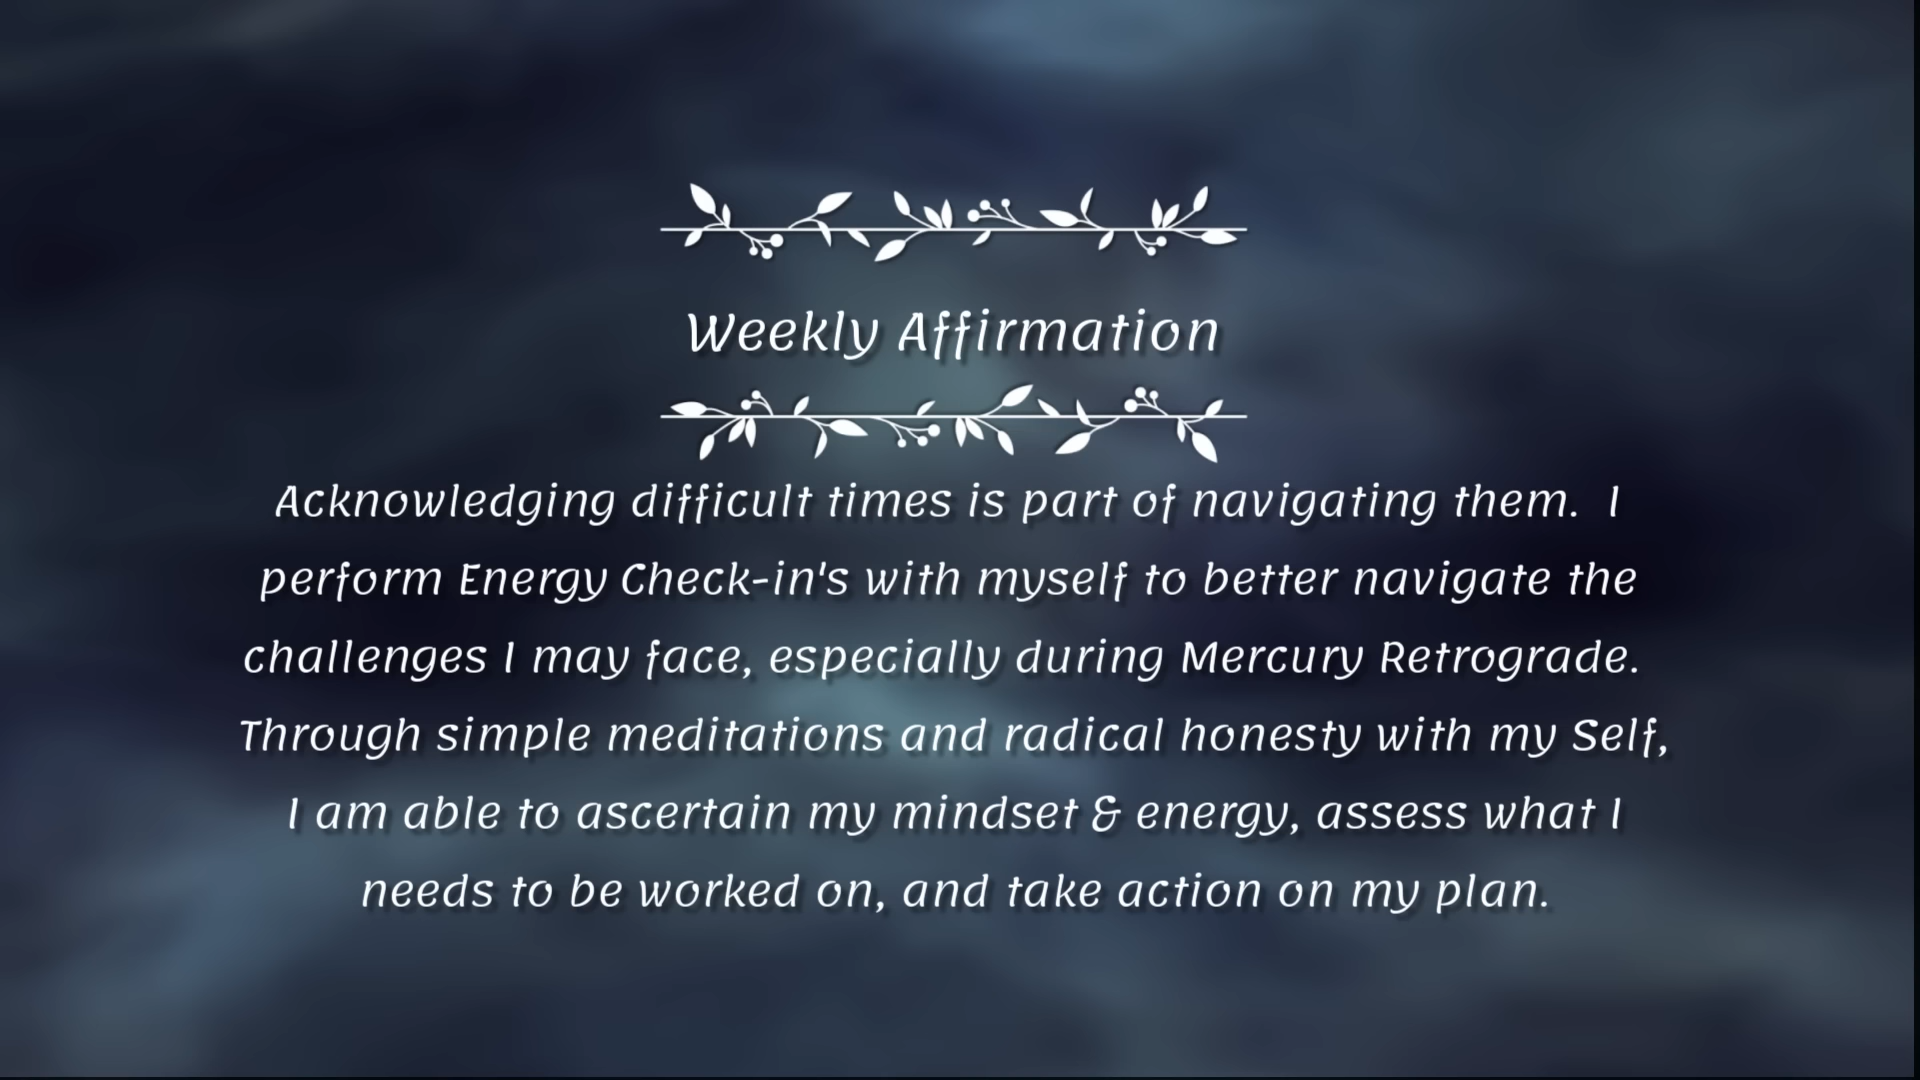 Weekly Affirmation
Acknowledging difficult times is part of navigating them.  I
perform Energy Check-in's with myself to better navigate the
challenges I may face, especially during Mercury Retrograde.
Through simple meditations and radical honesty with my Self,
I am able to ascertain my mindset & energy, assess what I
needs to be worked on, and take action on my plan.